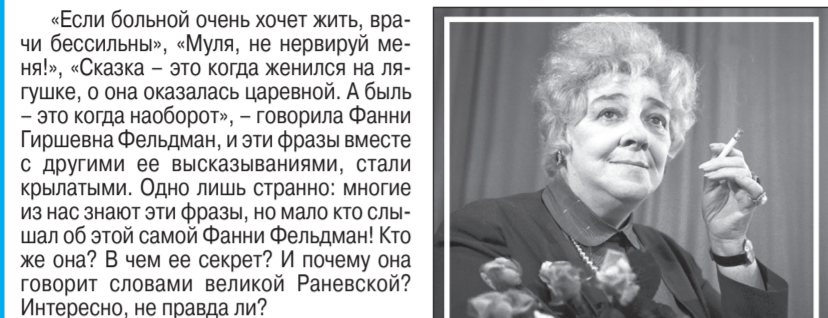 «Если больной очень хочет жить, вра-
чи бессильны», «Муля, не нервируй ме-
ня!», «Сказка – это когда женился на ля-
гушке, о она оказалась царевной. А быль
– это когда наоборот», – говорила Фанни
Гиршевна Фельдман, и эти фразы вместе
с другими ее высказываниями, стали
крылатыми. Одно лишь странно: многие
из нас знают эти фразы, но мало кто слы-
шал об этой самой Фанни Фельдман! Кто
же она? В чем ее секрет? И почему она
говорит словами великой Раневской?
Интересно, не правда ли?